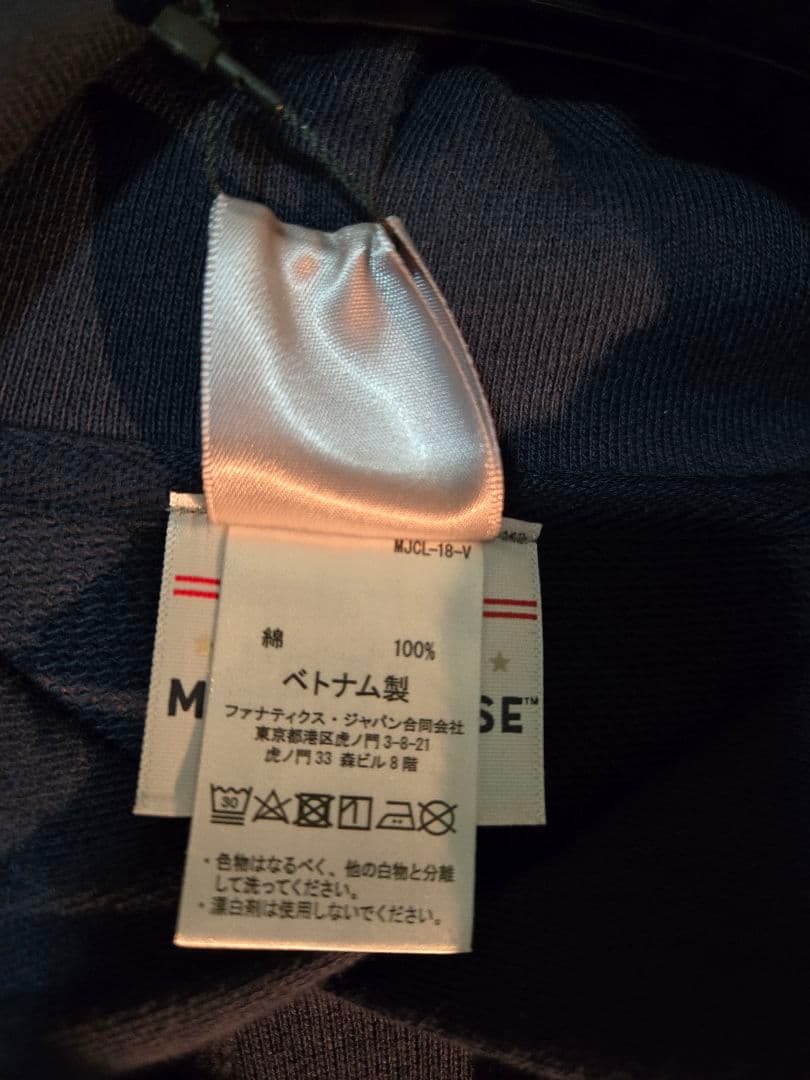 MJCL-18-V
綿 100%
ベトナム製
ファナティクス・ジャパン合同会社
東京都港区虎ノ門3-8-21
虎ノ門33 森ビル8階
30
・色物はなるべく、他の白物と分離
して洗ってください。
・漂白剤は使用しないでください。
M
SE™